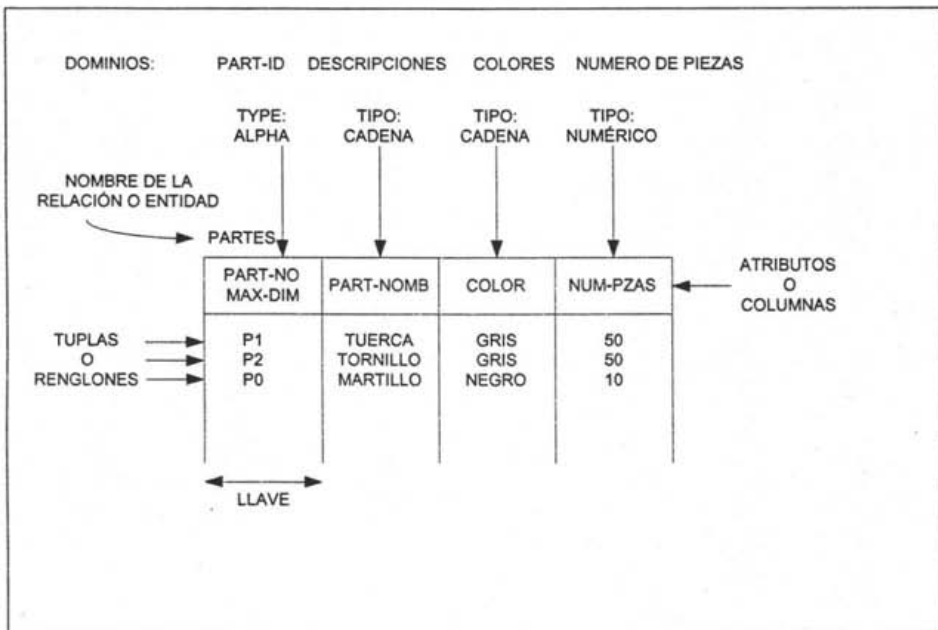 DOMINIOS: PART-ID DESCRIPCIONES COLORES NUMERO DE PIEZAS
TYPE: TIPO: TIPO: TIPO:
ALPHA CADENA CADENA NUMÉRICO
NOMBRE DE LA
RELACIÓN O ENTIDAD
PARTES
PART-NO
MAX-DIM
PART-NOMB COLOR NUM-PZAS
ATRIBUTOS
O
COLUMNAS
TUPLAS P1 TUERCA GRIS 50
O P2 TORNILLO GRIS 50
RENGLONES P0 MARTILLO NEGRO 10
LLAVE